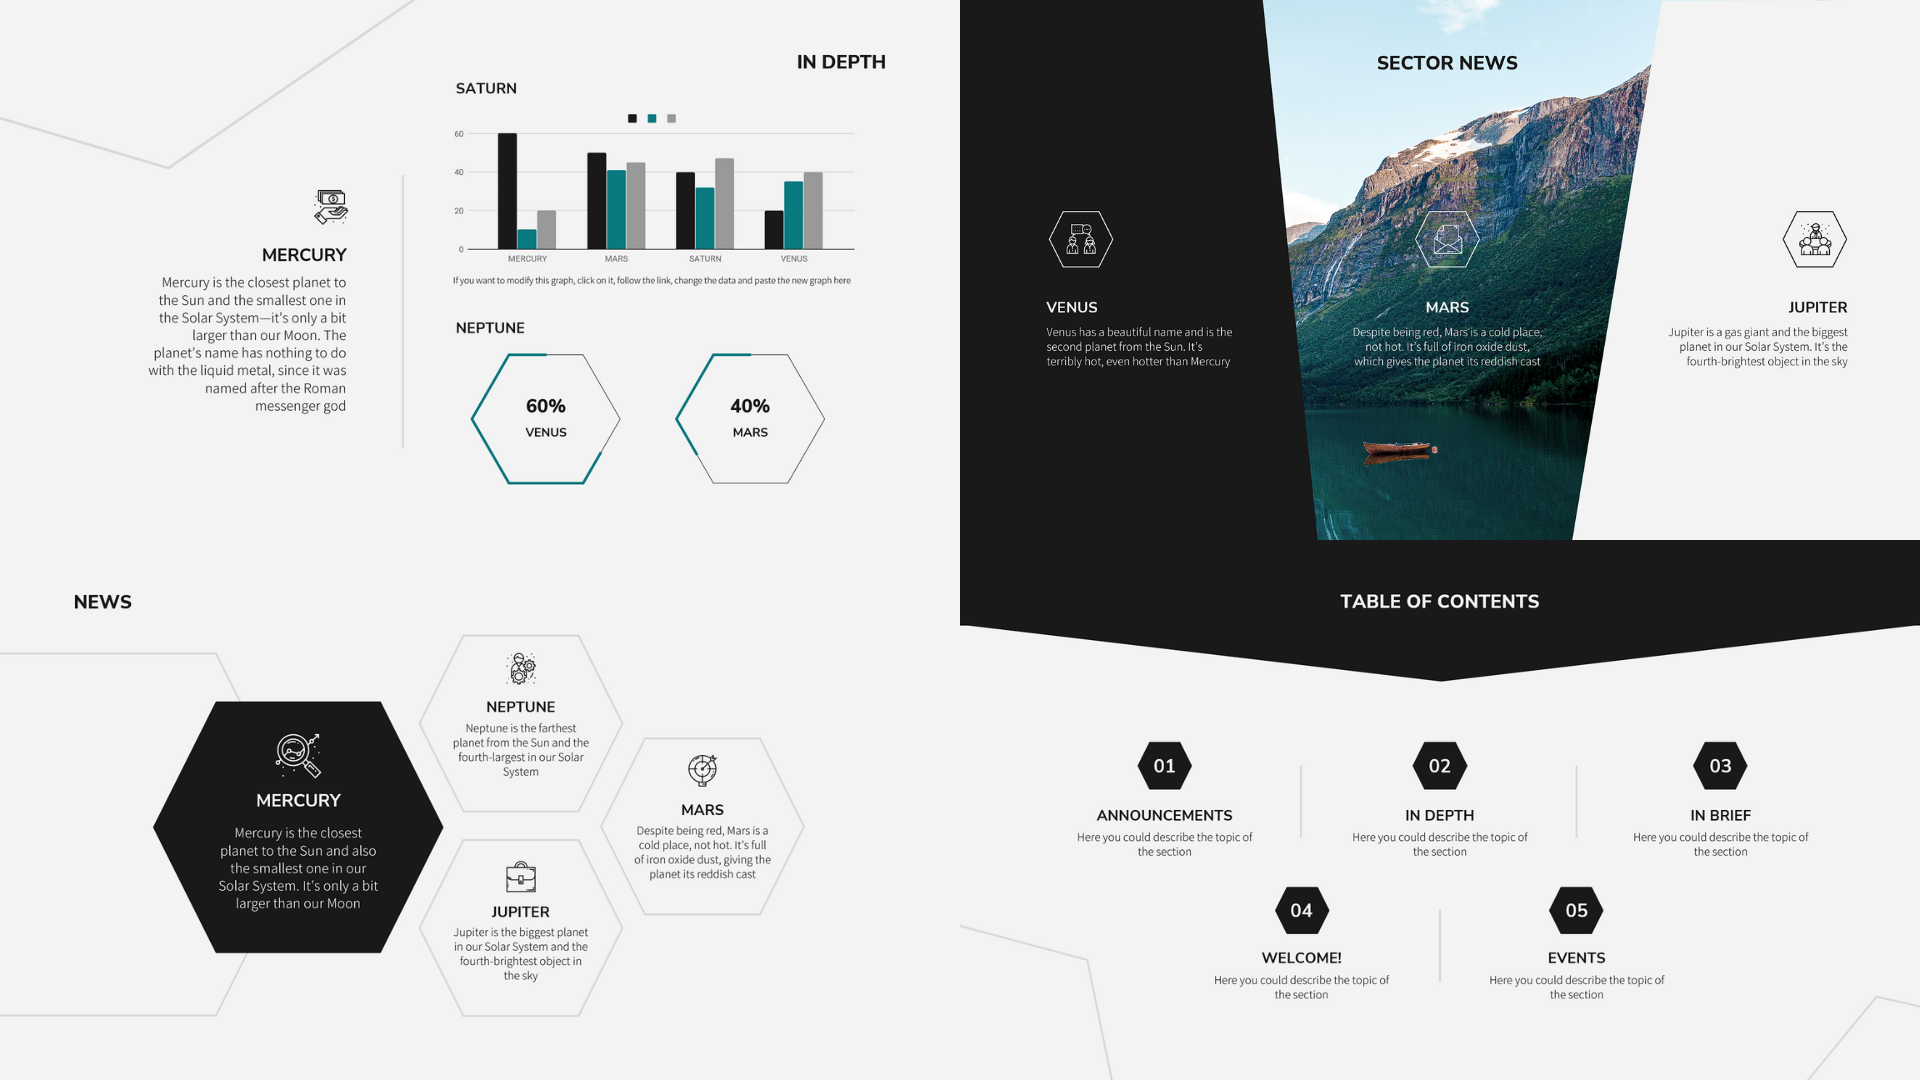 IN DEPTH
SATURN
60
40
20
0
MERCURY
MARS
SATURN
VENUS
If you want to modify this graph, click on it, follow the link, change the data and paste the new graph here
MERCURY
Mercury is the closest planet to
the Sun and the smallest one in
the Solar System—it's only a bit
larger than our Moon. The
planet's name has nothing to do
with the liquid metal, since it was
named after the Roman
messenger god
NEPTUNE
60%
VENUS
40%
MARS
SECTOR NEWS
VENUS
Venus has a beautiful name and is the
second planet from the Sun. It's
terribly hot, even hotter than Mercury
MARS
Despite being red, Mars is a cold place,
not hot. It's full of iron oxide dust,
which gives the planet its reddish cast
JUPITER
Jupiter is a gas giant and the biggest
planet in our Solar System. It's the
fourth-brightest object in the sky
NEWS
MERCURY
Mercury is the closest
planet to the Sun and also
the smallest one in our
Solar System. It's only a bit
larger than our Moon
NEPTUNE
Neptune is the farthest
planet from the Sun and the
fourth-largest in our Solar
System
MARS
Despite being red, Mars is a
cold place, not hot. It's full
of iron oxide dust, giving the
planet its reddish cast
JUPITER
Jupiter is the biggest planet
in our Solar System and the
fourth-brightest object in
the sky
TABLE OF CONTENTS
01
ANNOUNCEMENTS
Here you could describe the topic of
the section
02
IN DEPTH
Here you could describe the topic of
the section
03
IN BRIEF
Here you could describe the topic of
the section
04
WELCOME!
Here you could describe the topic of
the section
05
EVENTS
Here you could describe the topic of
the section